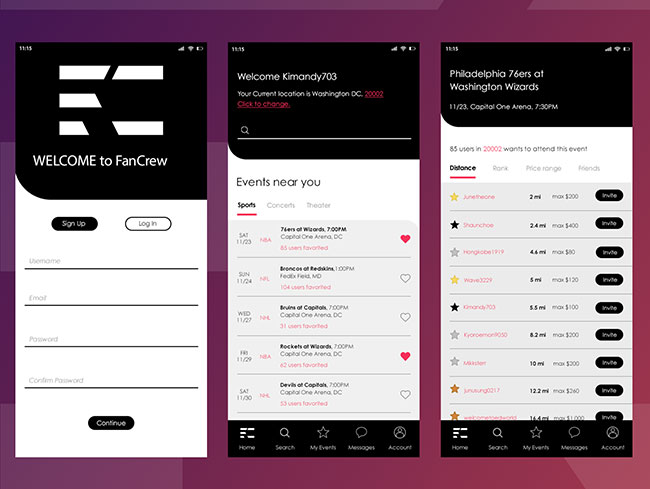 11:15
WELCOME to FanCrew
Sign Up
Log In
Username
Email
Password
Confirm Password
Continue
11:15
Welcome Kimandy703
Your Current location is Washington DC, 20002
Click to change.
Events near you
Sports Concerts Theater
SAT 11/23 NBA
76ers at Wizards, 7:00PM
Capital One Arena, DC
85 users favorited
SUN 11/24 NFL
Broncos at Redskins, 1:00PM
FedEx Field, MD
104 users favorited
WED 11/27 NHL
Bruins at Capitals, 7:00PM
Capital One Arena, DC
31 users favorited
FRI 11/29 NBA
Rockets at Wizards, 7:00PM
Capital One Arena, DC
62 users favorited
SAT 11/30 NHL
Devils at Capitals, 7:00PM
Capital One Arena, DC
53 users favorited
Home Search My Events Messages Account
11:15
Philadelphia 76ers at
Washington Wizards
11/23, Capital One Arena, 7:30PM
85 users in 20002 wants to attend this event
Distance Rank Price range Friends
Junetheone 2 mi max $200 Invite
Shaunchoe 2.4 mi max $400 Invite
Hongkobe1919 4.6 mi max $80 Invite
Wave3229 5 mi max $120 Invite
Kimandy703 5.5 mi max $100 Invite
Kyoroemon9050 8.2 mi max $200 Invite
Mikkileri 10 mi max $200 Invite
junokung0217 12.2 mi max $260 Invite
welcometoedworld 16.4 mi max $1,000 Invite
Home Search My Events Messages Account